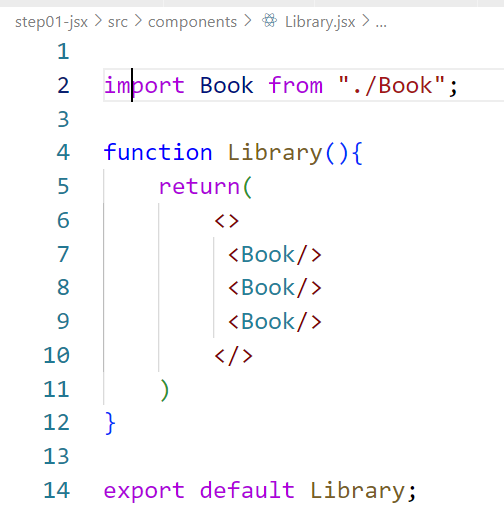 step01-jsx > src > components > Library.jsx > ...
1
2 import Book from "./Book";
3
4 function Library(){
5 return(
6 <>
7 <Book/>
8 <Book/>
9 <Book/>
10 </>
11 )
12 }
13
14 export default Library;